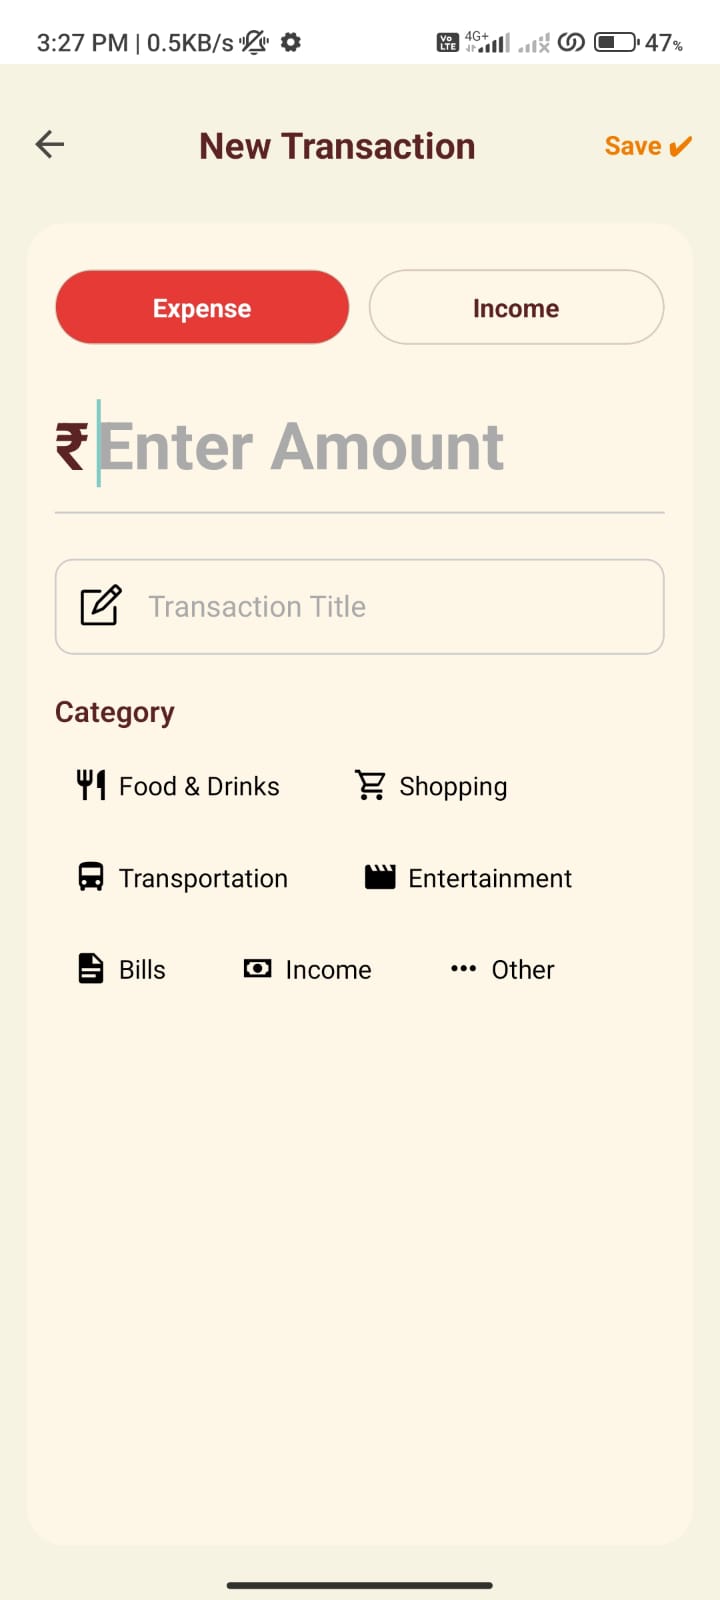 3:27 PM | 0.5KB/s Vo LTE 4G+ 47%
New Transaction Save ✔
Expense Income
₹ Enter Amount
Transaction Title
Category
Food & Drinks Shopping
Transportation Entertainment
Bills Income Other